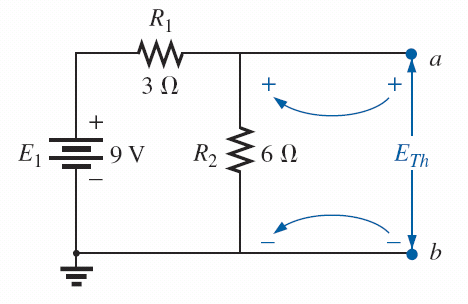 R1
3 Ω
a
+ +
+
E1
9 V
R2
6 Ω
ETh
−
− −
b